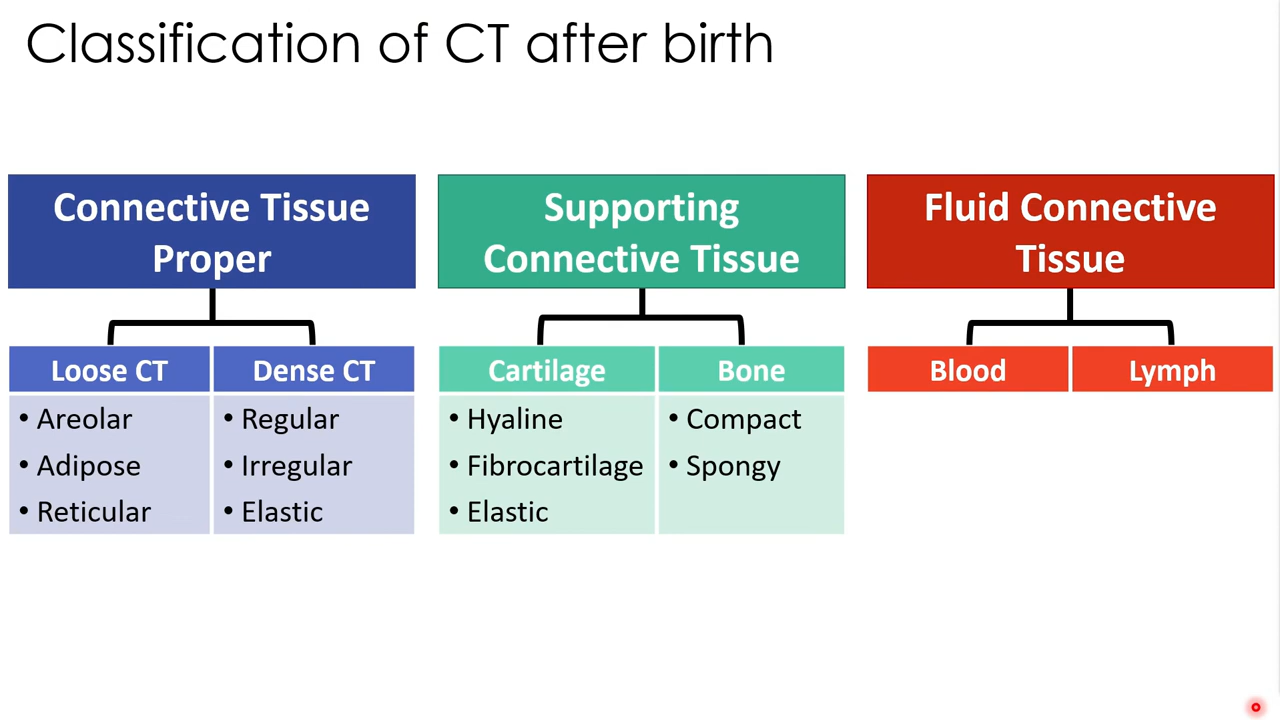 Classification of CT after birth
Connective Tissue
Proper
Loose CT
• Areolar
• Adipose
• Reticular
Dense CT
• Regular
• Irregular
• Elastic
Supporting
Connective Tissue
Cartilage
• Hyaline
• Fibrocartilage
• Elastic
Bone
• Compact
• Spongy
Fluid Connective
Tissue
Blood
Lymph